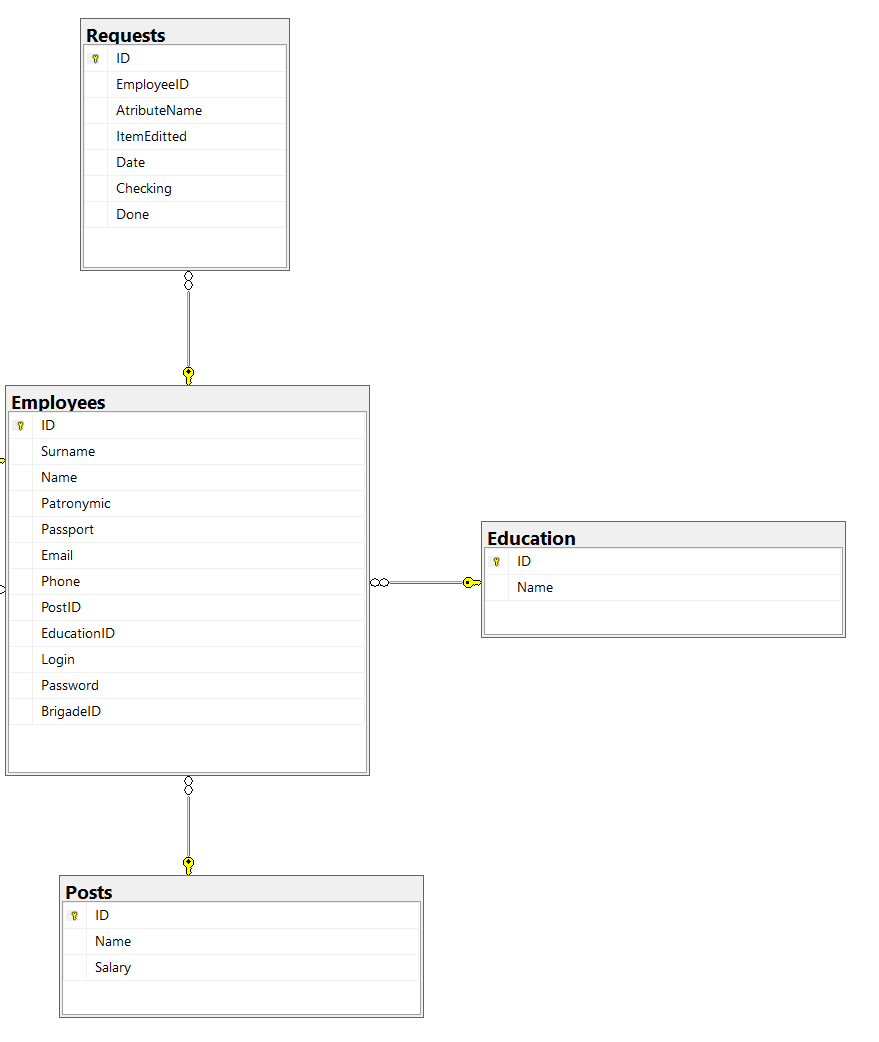 Requests
ID
EmployeeID
AtributeName
ItemEditted
Date
Checking
Done
Employees
ID
Surname
Name
Patronymic
Passport
Email
Phone
PostID
EducationID
Login
Password
BrigadeID
Education
ID
Name
Posts
ID
Name
Salary